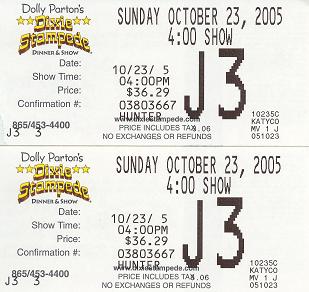 Dolly Parton's SUNDAY OCTOBER 23, 2005
Dixie 4:00 SHOW
Stampede
DINNER & SHOW
Date: 10/23/ 5
Show Time: 04:00PM
Price: $36.29
Confirmation #: 03803667
J3
HUNTER
www.dixiestampede.com
865/453-4400 PRICE INCLUDES TAX 4.06
J3 3 NO EXCHANGES OR REFUNDS
10235C
KATYCO
MV 1 J
051023
Dolly Parton's SUNDAY OCTOBER 23, 2005
Dixie 4:00 SHOW
Stampede
DINNER & SHOW
Date: 10/23/ 5
Show Time: 04:00PM
Price: $36.29
Confirmation #: 03803667
J3
HUNTER
www.dixiestampede.com
865/453-4400 PRICE INCLUDES TAX 4.06
J3 3 NO EXCHANGES OR REFUNDS
10235C
KATYCO
MV 1 J
051023